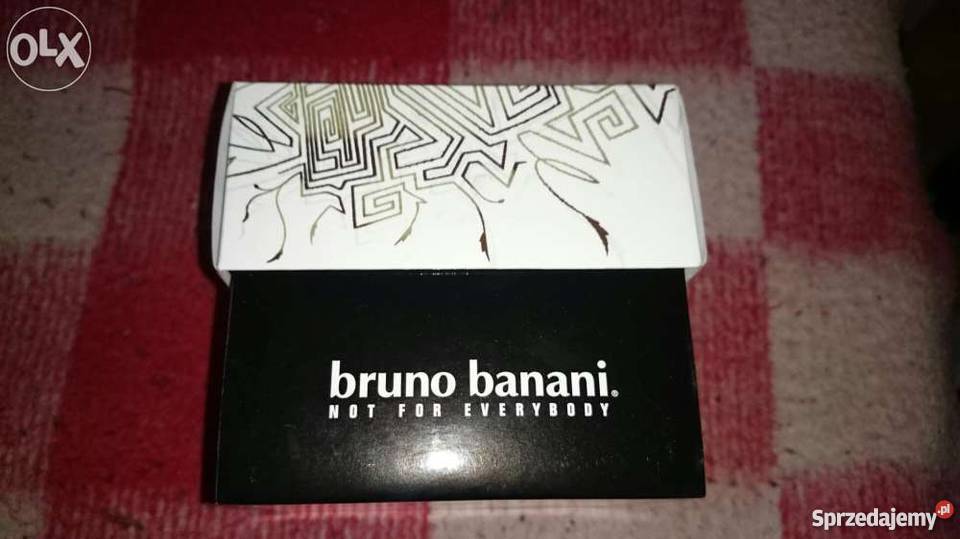 OLX
bruno banani.
NOT FOR EVERYBODY
Sprzedajemy.pl